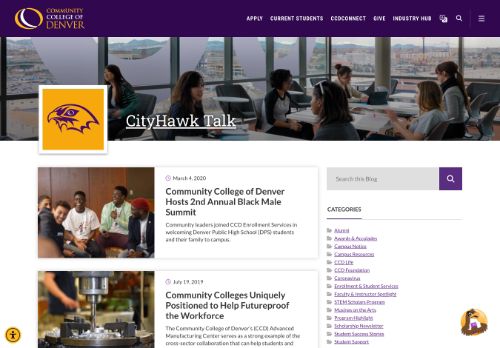 COMMUNITY
COLLEGE OF
DENVER
APPLY CURRENT STUDENTS CCDCONNECT GIVE INDUSTRY HUB
CityHawk Talk
March 4, 2020
Community College of Denver
Hosts 2nd Annual Black Male
Summit
Community leaders joined CCD Enrollment Services in
welcoming Denver Public High School (DPS) students
and their family to campus.
July 19, 2019
Community Colleges Uniquely
Positioned to Help Futureproof
the Workforce
The Community College of Denver's (CCD) Advanced
Manufacturing Center serves as a strong example of the
cross-sector collaboration that can help students and
Search this Blog
CATEGORIES
Alumni
Awards & Accolades
Campus Notice
Campus Resources
CCD Life
CCD Foundation
Coronavirus
Enrollment & Student Services
Faculty & Instructor Spotlight
STEM Scholars Program
Musings on the Arts
Program Highlight
Scholarship Newsletter
Student Success Stories
Student Support